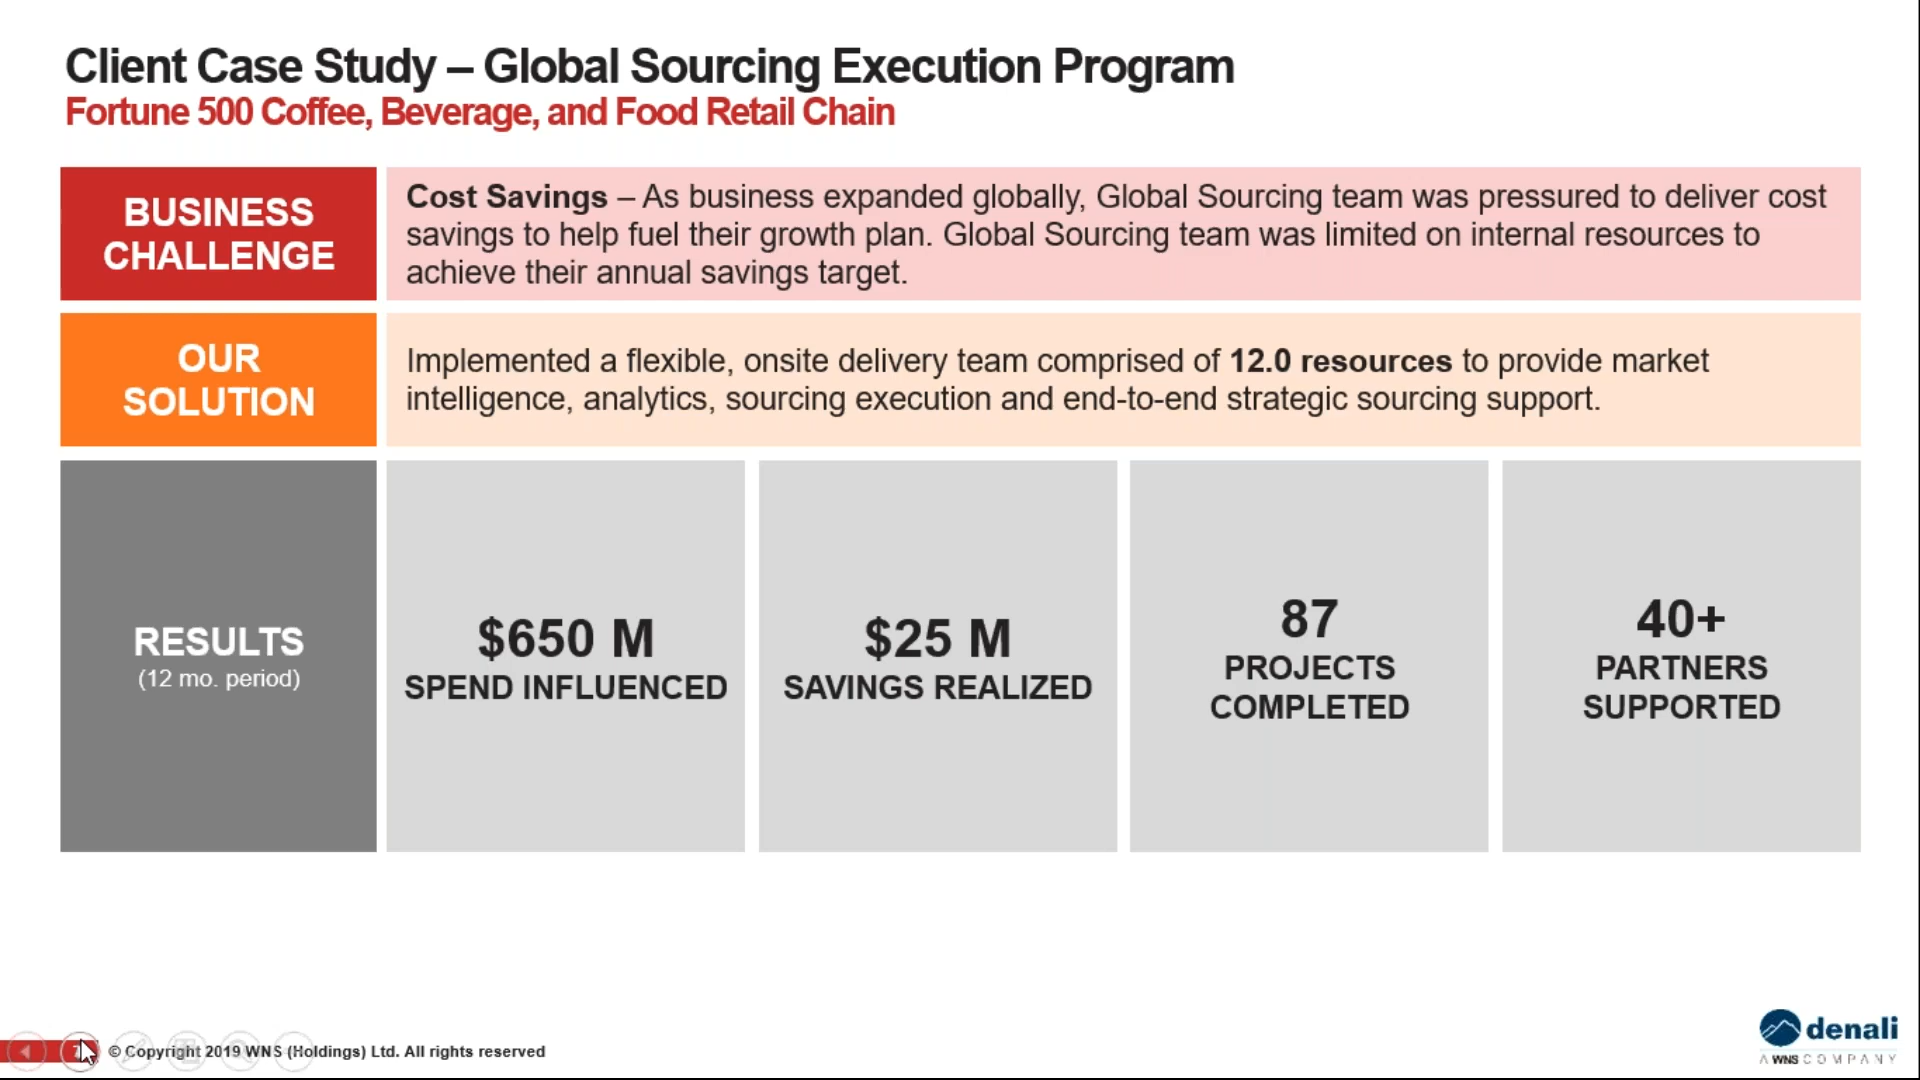 Client Case Study – Global Sourcing Execution Program
Fortune 500 Coffee, Beverage, and Food Retail Chain
BUSINESS
CHALLENGE
Cost Savings – As business expanded globally, Global Sourcing team was pressured to deliver cost
savings to help fuel their growth plan. Global Sourcing team was limited on internal resources to
achieve their annual savings target.
OUR
SOLUTION
Implemented a flexible, onsite delivery team comprised of 12.0 resources to provide market
intelligence, analytics, sourcing execution and end-to-end strategic sourcing support.
RESULTS
(12 mo. period)
$650 M
SPEND INFLUENCED
$25 M
SAVINGS REALIZED
87
PROJECTS
COMPLETED
40+
PARTNERS
SUPPORTED
© Copyright 2019 WNS (Holdings) Ltd. All rights reserved
denali
A WNS COMPANY